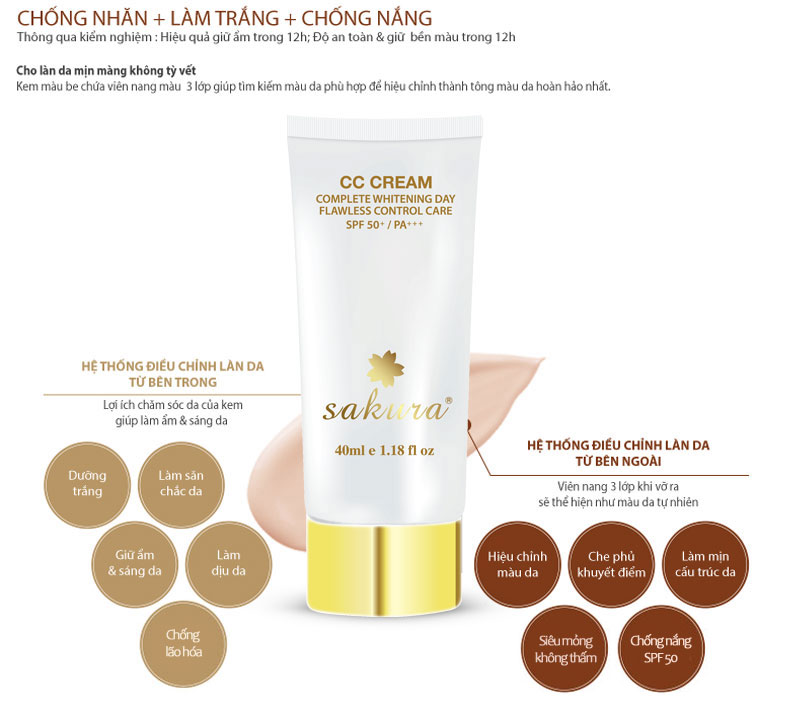 CHỐNG NHĂN + LÀM TRẮNG + CHỐNG NẮNG
Thông qua kiểm nghiệm : Hiệu quả giữ ẩm trong 12h; Độ an toàn & giữ bền màu trong 12h
Cho làn da mịn màng không tỳ vết
Kem màu be chứa viên nang màu 3 lớp giúp tìm kiếm màu da phù hợp để hiệu chỉnh thành tông màu da hoàn hảo nhất.
CC CREAM
COMPLETE WHITENING DAY
FLAWLESS CONTROL CARE
SPF 50+ / PA+++
sakura®
40ml e 1.18 fl oz
HỆ THỐNG ĐIỀU CHỈNH LÀN DA
TỪ BÊN TRONG
Lợi ích chăm sóc da của kem
giúp làm ẩm & sáng da
Dưỡng
trắng
Làm săn
chắc da
Giữ ẩm
& sáng da
Làm
dịu da
Chống
lão hóa
HỆ THỐNG ĐIỀU CHỈNH LÀN DA
TỪ BÊN NGOÀI
Viên nang 3 lớp khi vỡ ra
sẽ thể hiện như màu da tự nhiên
Hiệu chỉnh
màu da
Che phủ
khuyết điểm
Làm mịn
cấu trúc da
Siêu mỏng
không thấm
Chống nắng
SPF 50